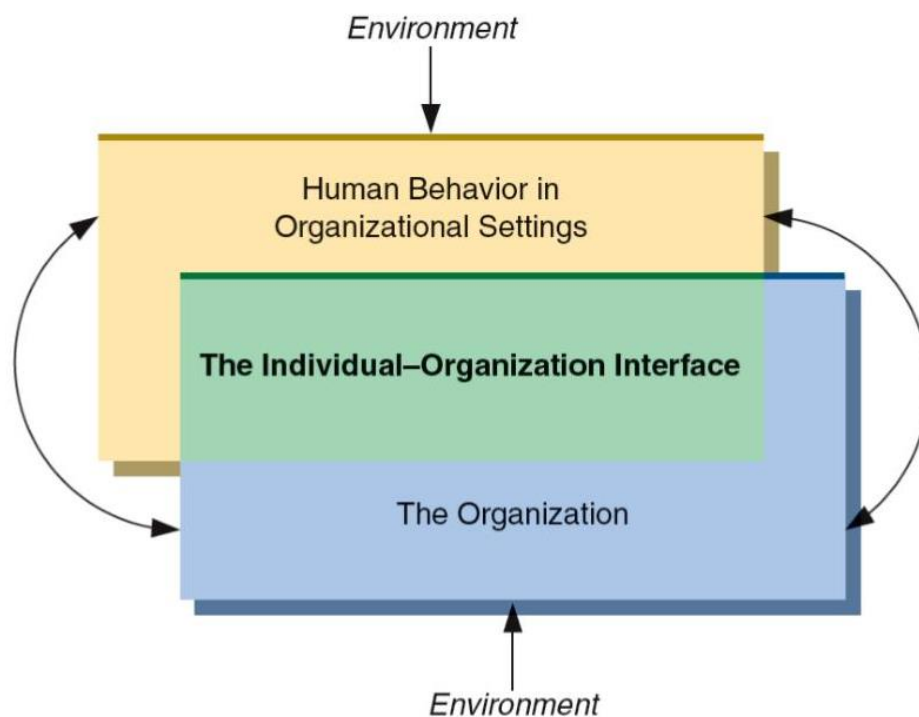 Environment
Human Behavior in
Organizational Settings
The Individual–Organization Interface
The Organization
Environment